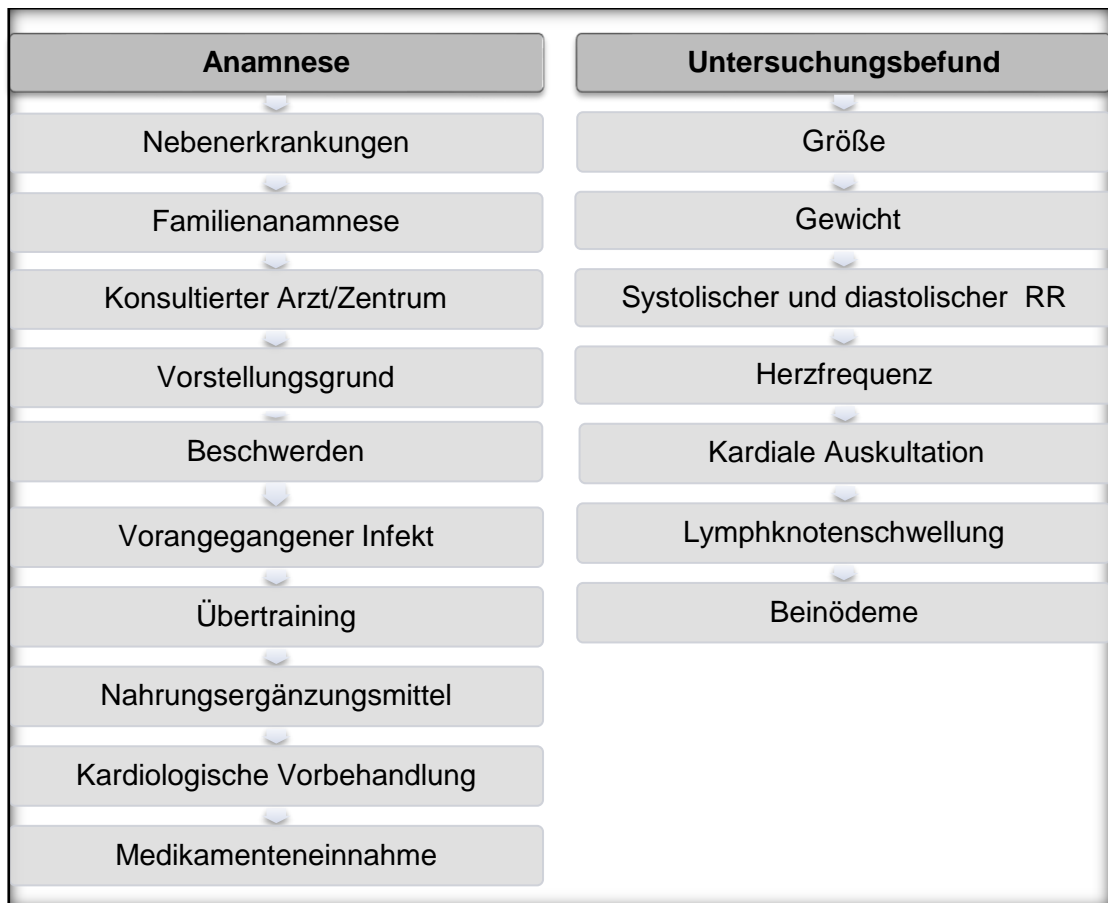 Anamnese
Nebenerkrankungen
Familienanamnese
Konsultierter Arzt/Zentrum
Vorstellungsgrund
Beschwerden
Vorangegangener Infekt
Übertraining
Nahrungsergänzungsmittel
Kardiologische Vorbehandlung
Medikamenteneinnahme
Untersuchungsbefund
Größe
Gewicht
Systolischer und diastolischer RR
Herzfrequenz
Kardiale Auskultation
Lymphknotenschwellung
Beinödeme